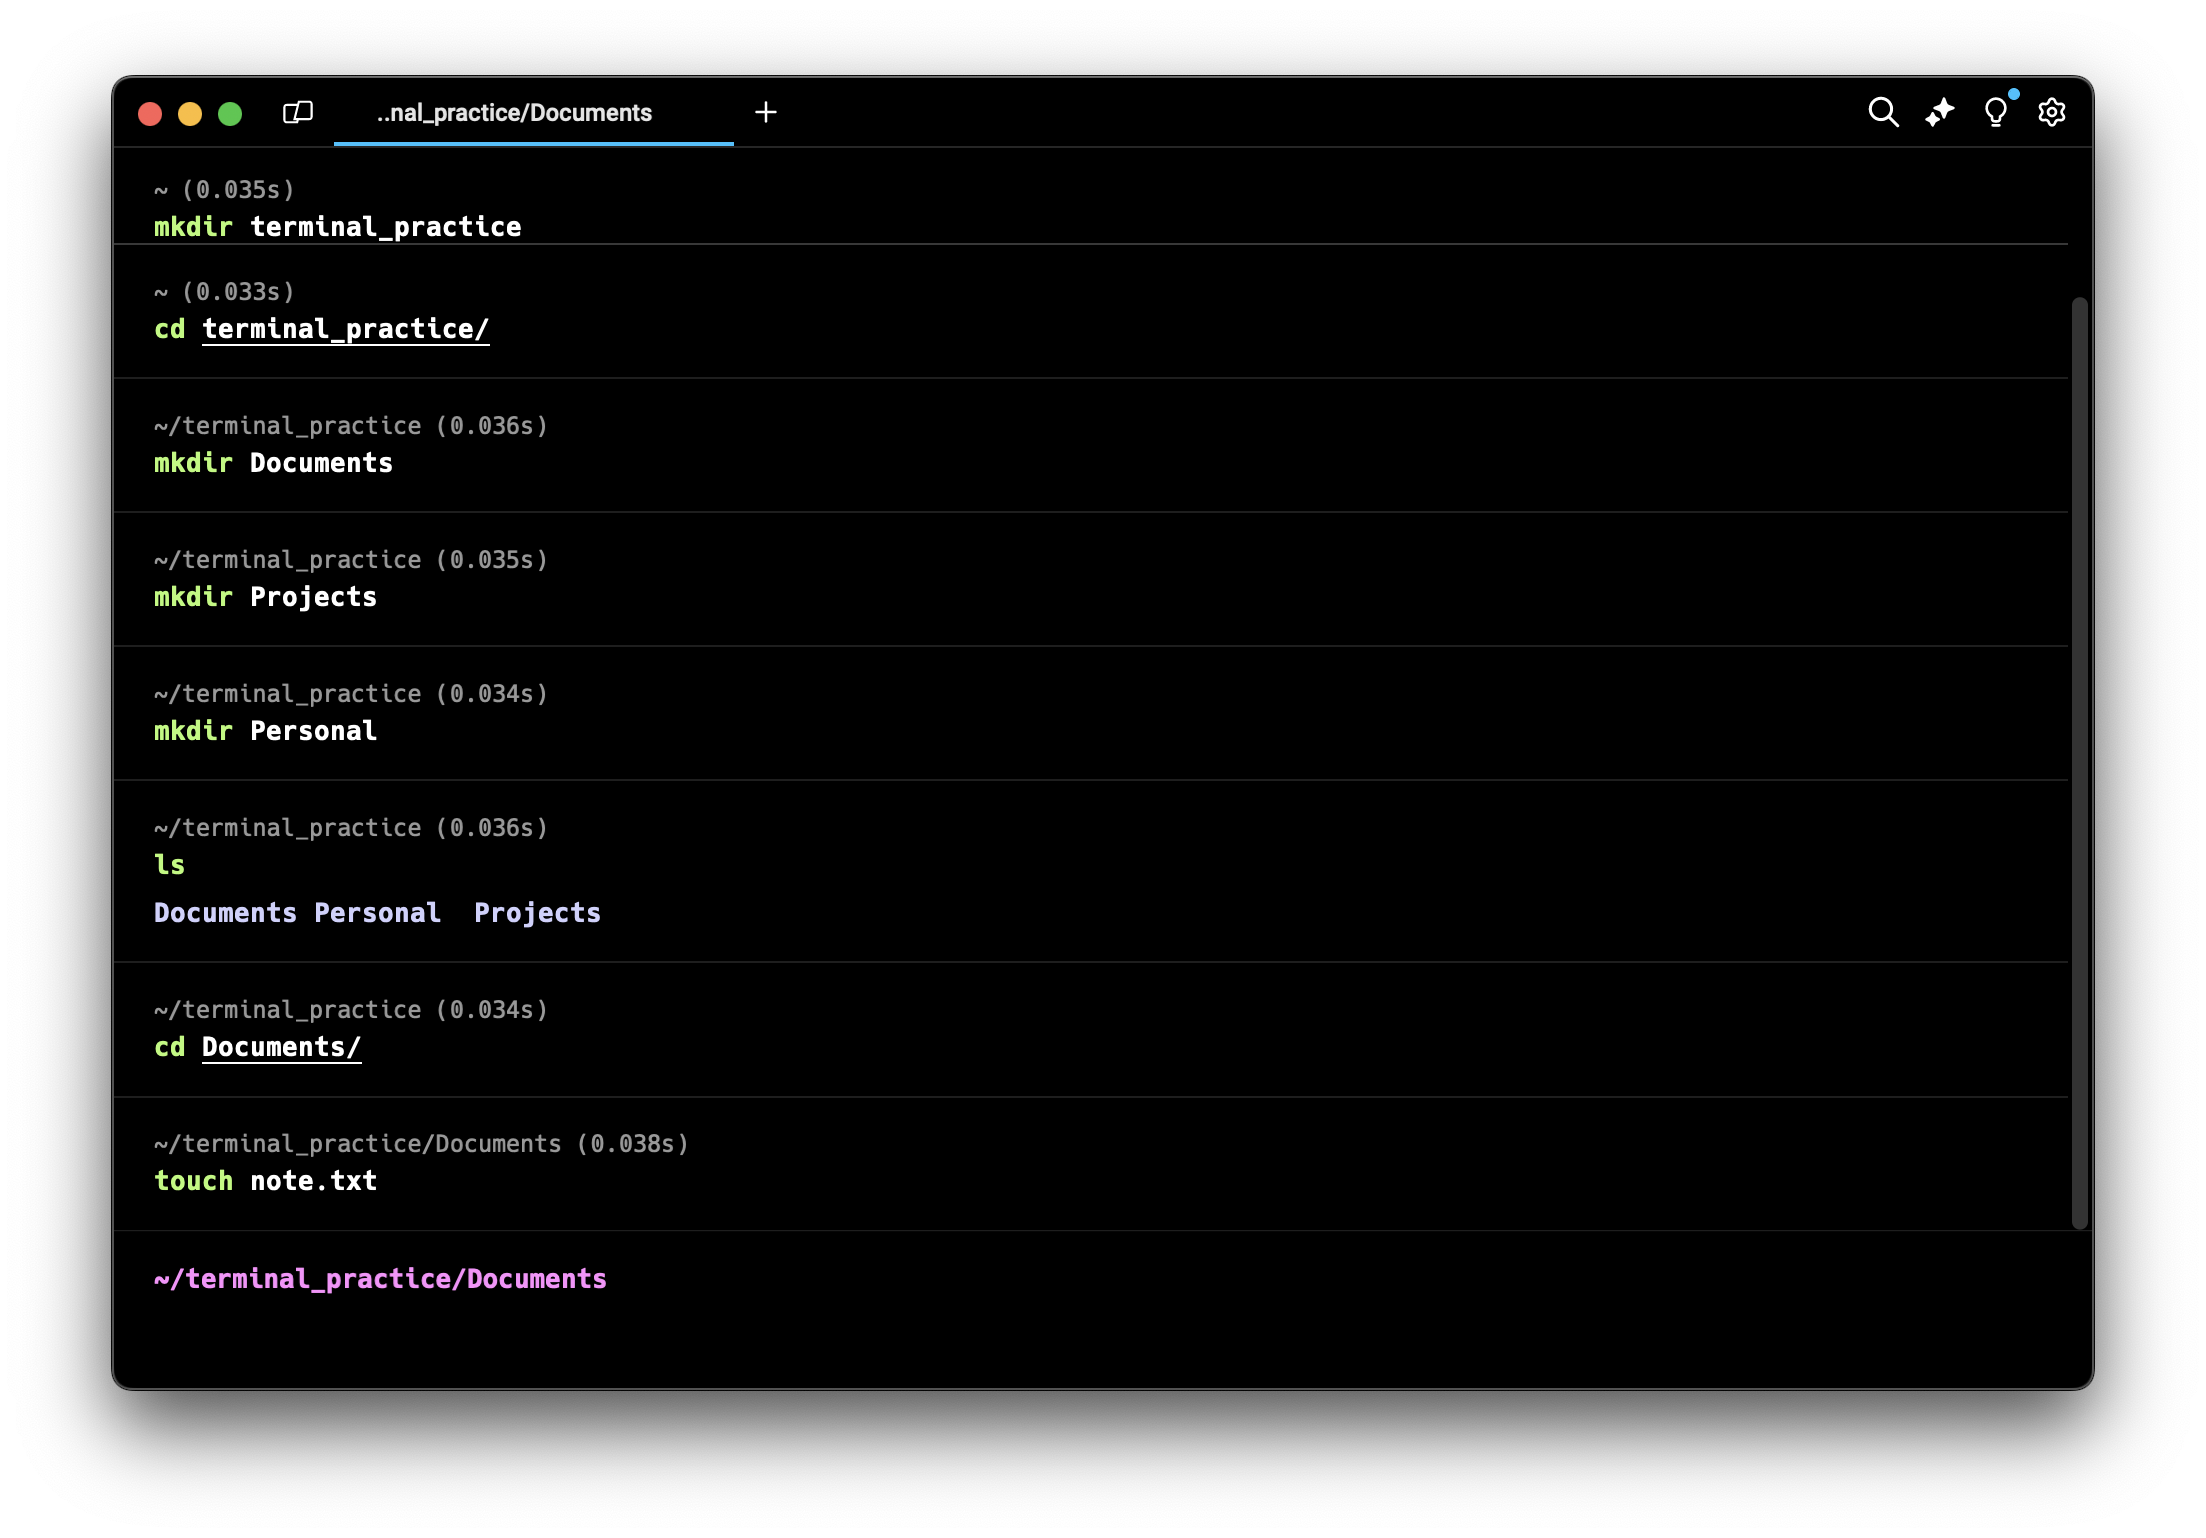 ..nal_practice/Documents
~ (0.035s)
mkdir terminal_practice
~ (0.033s)
cd terminal_practice/
~/terminal_practice (0.036s)
mkdir Documents
~/terminal_practice (0.035s)
mkdir Projects
~/terminal_practice (0.034s)
mkdir Personal
~/terminal_practice (0.036s)
ls
Documents Personal  Projects
~/terminal_practice (0.034s)
cd Documents/
~/terminal_practice/Documents (0.038s)
touch note.txt
~/terminal_practice/Documents